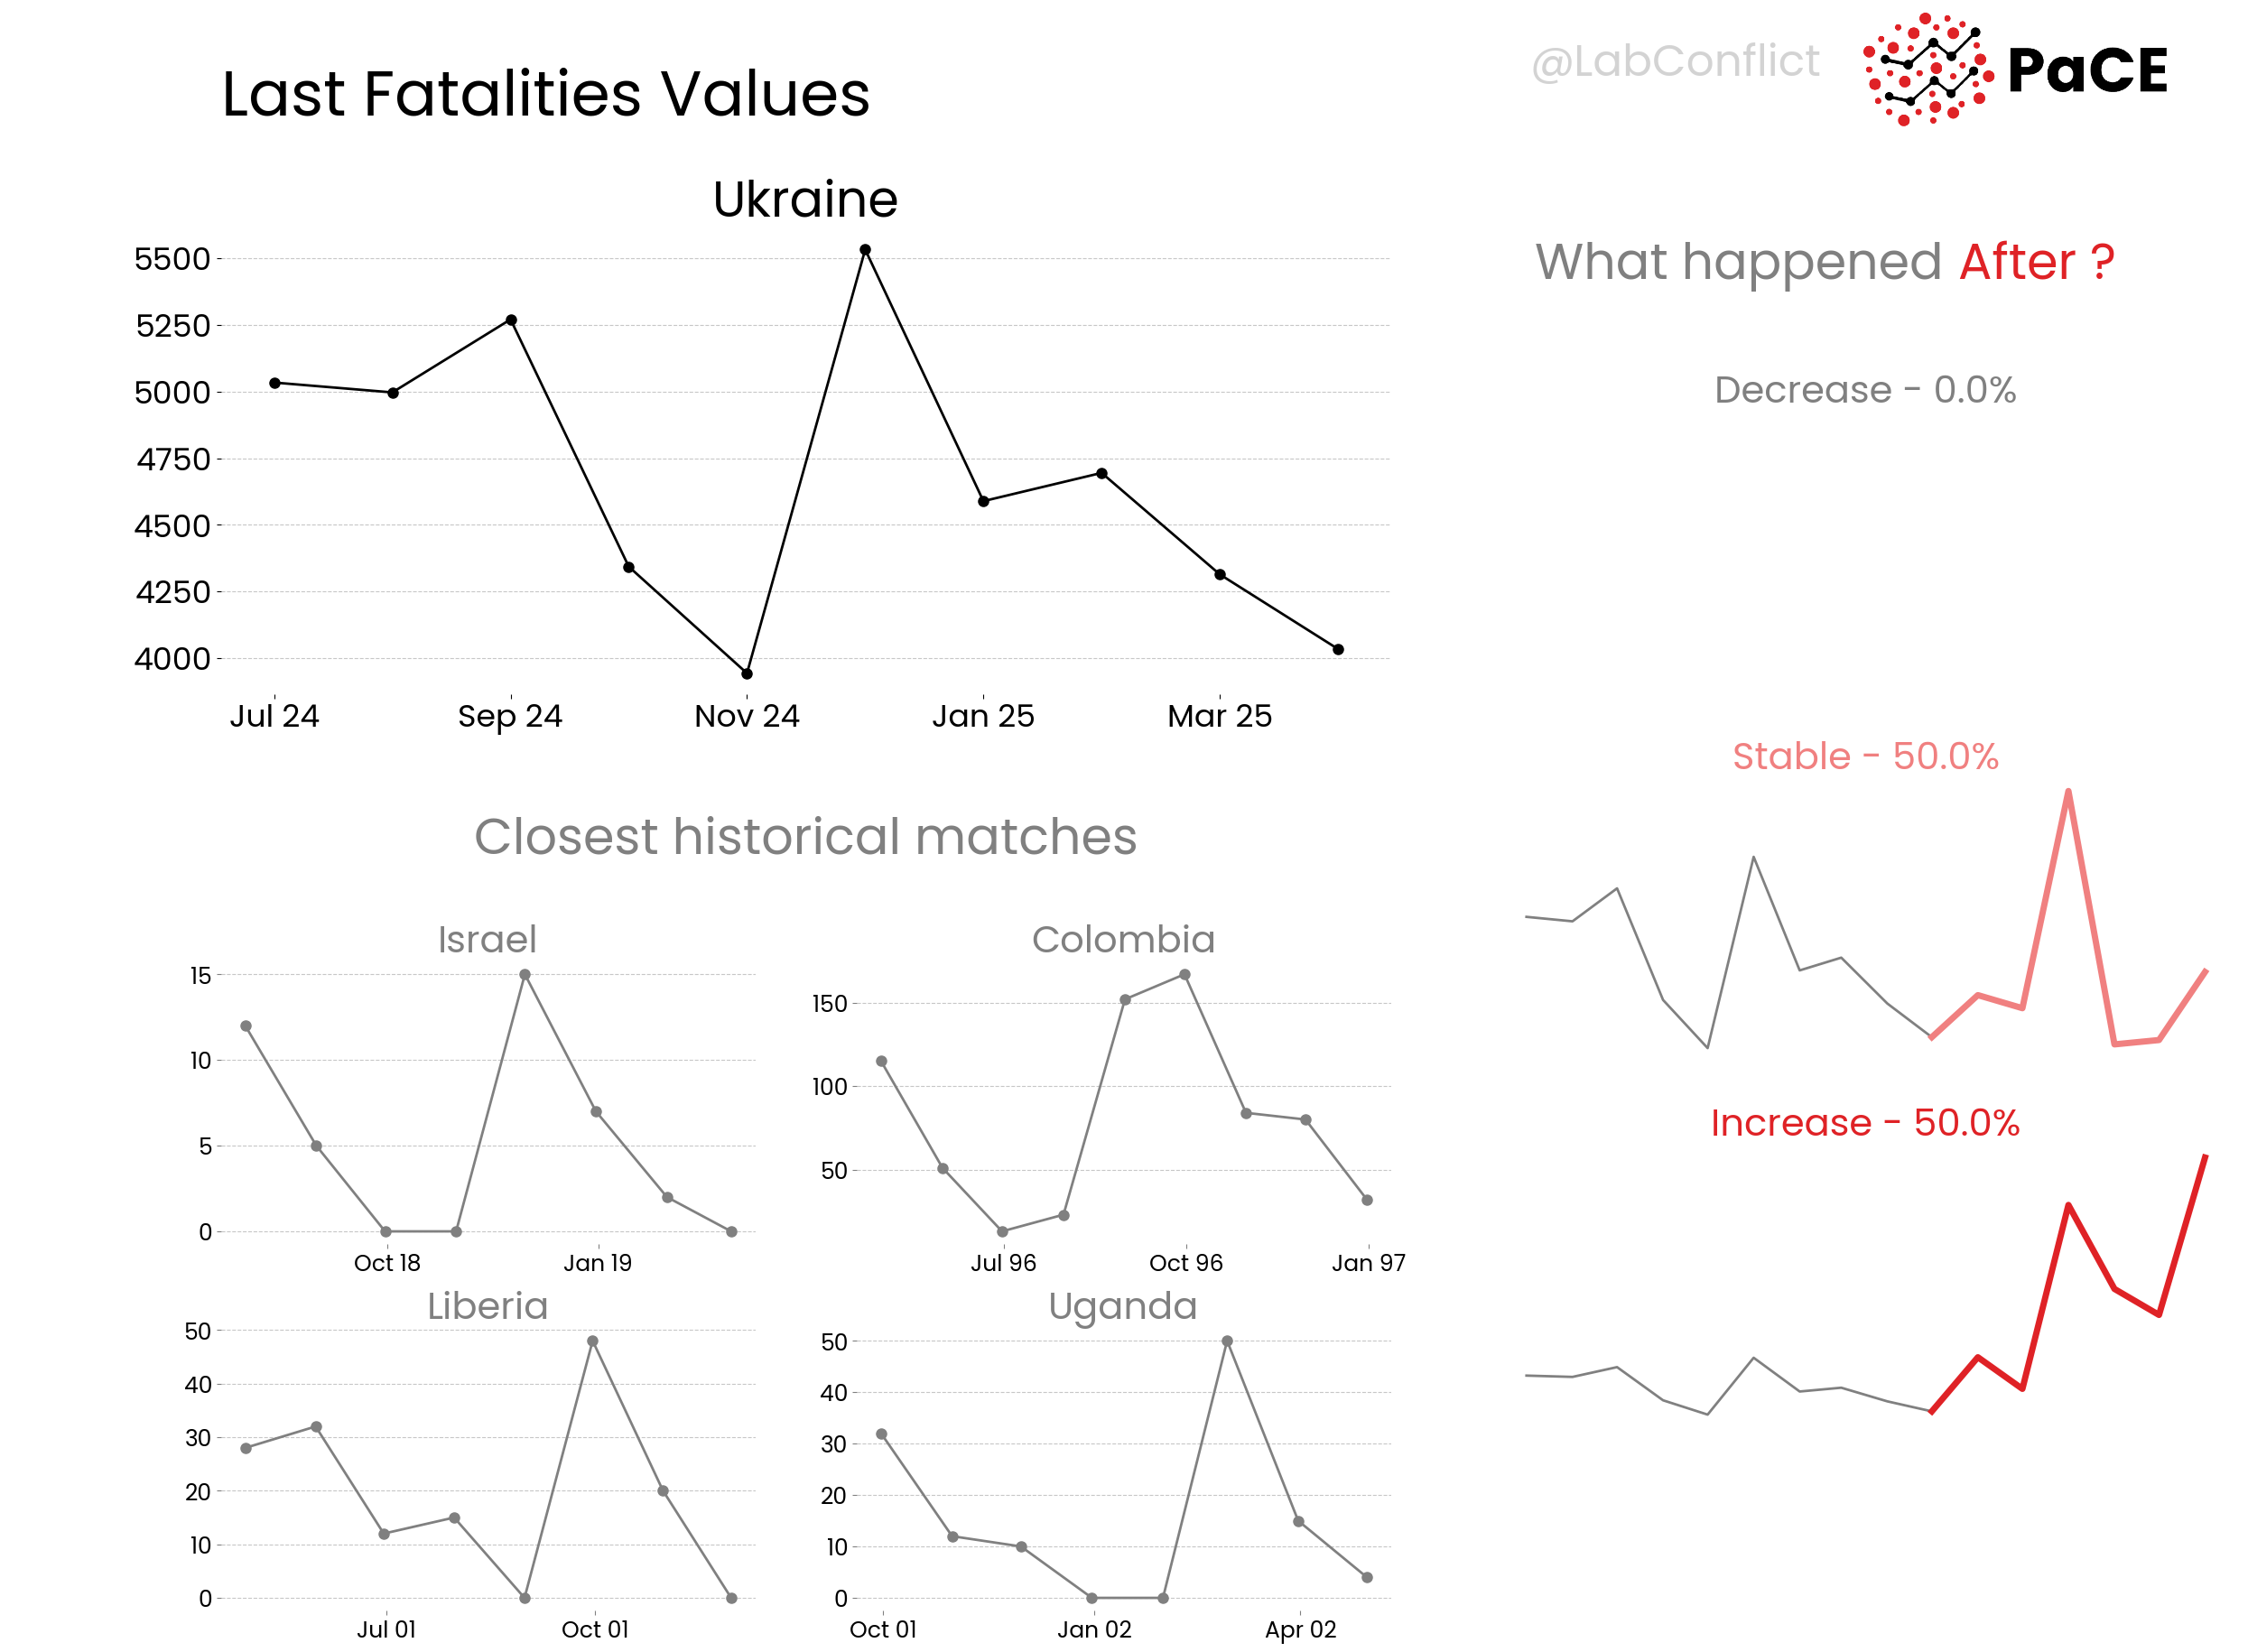 @LabConflict
PaCE
Last Fatalities Values
Ukraine
5500
5250
5000
4750
4500
4250
4000
Jul 24
Sep 24
Nov 24
Jan 25
Mar 25
What happened After ?
Decrease - 0.0%
Stable - 50.0%
Increase - 50.0%
Closest historical matches
Israel
15
10
5
0
Oct 18
Jan 19
Colombia
150
100
50
Jul 96
Oct 96
Jan 97
Liberia
50
40
30
20
10
0
Jul 01
Oct 01
Uganda
50
40
30
20
10
0
Oct 01
Jan 02
Apr 02